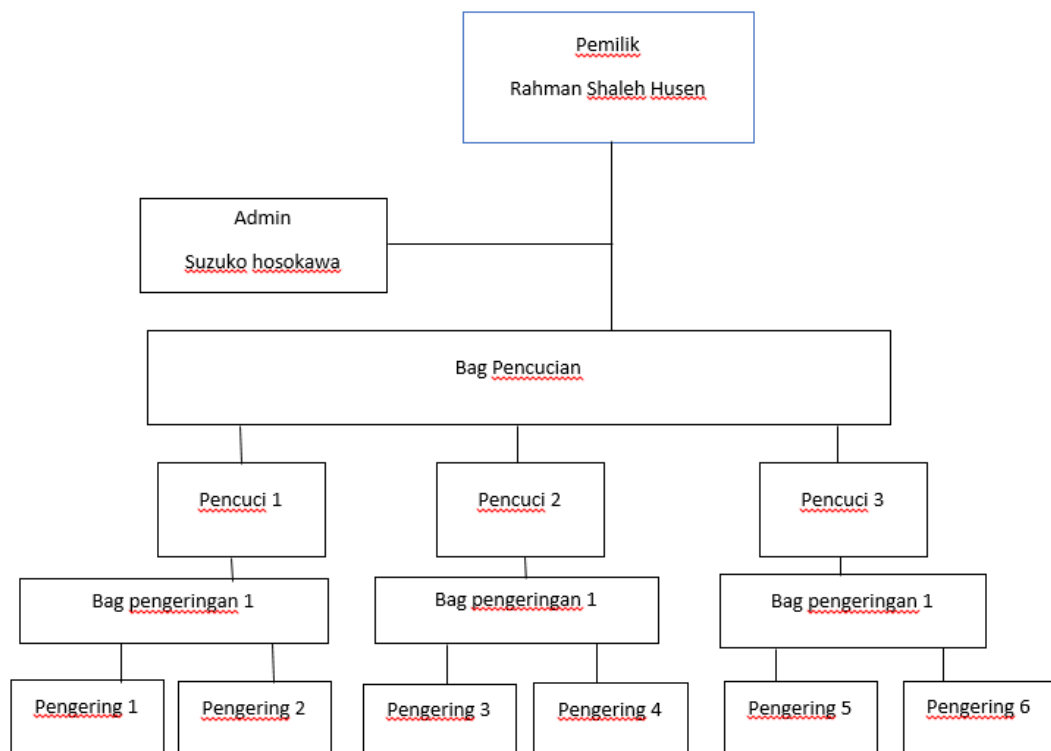 Pemilik
Rahman Shaleh Husen
Admin
Suzuko hosokawa
Bag Pencucian
Pencuci 1
Pencuci 2
Pencuci 3
Bag pengeringan 1
Bag pengeringan 1
Bag pengeringan 1
Pengering 1
Pengering 2
Pengering 3
Pengering 4
Pengering 5
Pengering 6